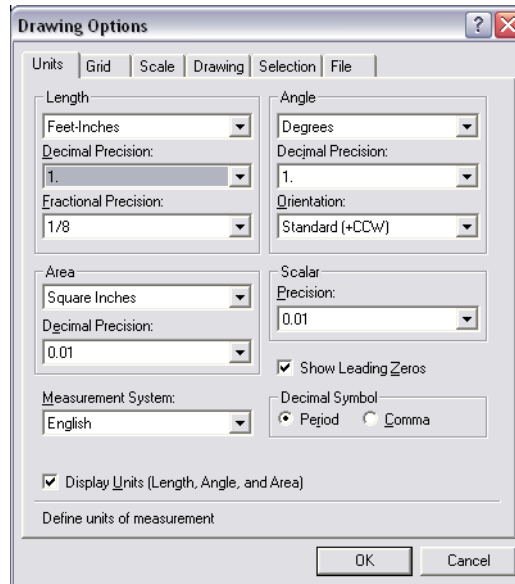 Drawing Options
Units Grid Scale Drawing Selection File
Length
Feet-Inches
Decimal Precision:
1.
Fractional Precision:
1/8
Angle
Degrees
Decimal Precision:
1.
Orientation:
Standard (+CCW)
Area
Square Inches
Decimal Precision:
0.01
Scalar
Precision:
0.01
Show Leading Zeros
Measurement System:
English
Decimal Symbol
Period Comma
Display Units (Length, Angle, and Area)
Define units of measurement
OK Cancel